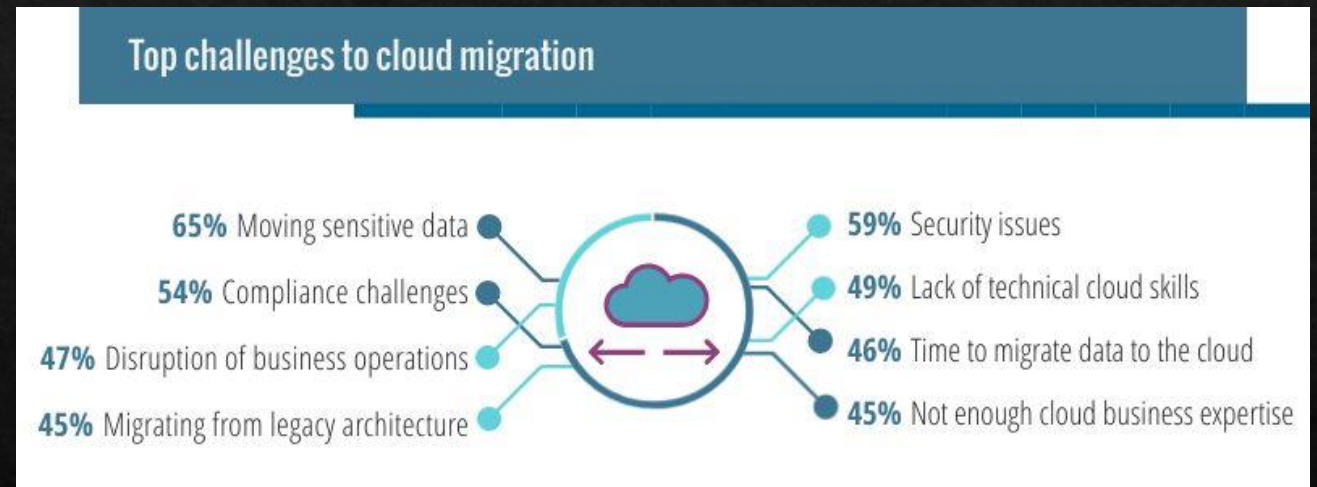 Top challenges to cloud migration
65% Moving sensitive data
54% Compliance challenges
47% Disruption of business operations
45% Migrating from legacy architecture
59% Security issues
49% Lack of technical cloud skills
46% Time to migrate data to the cloud
45% Not enough cloud business expertise